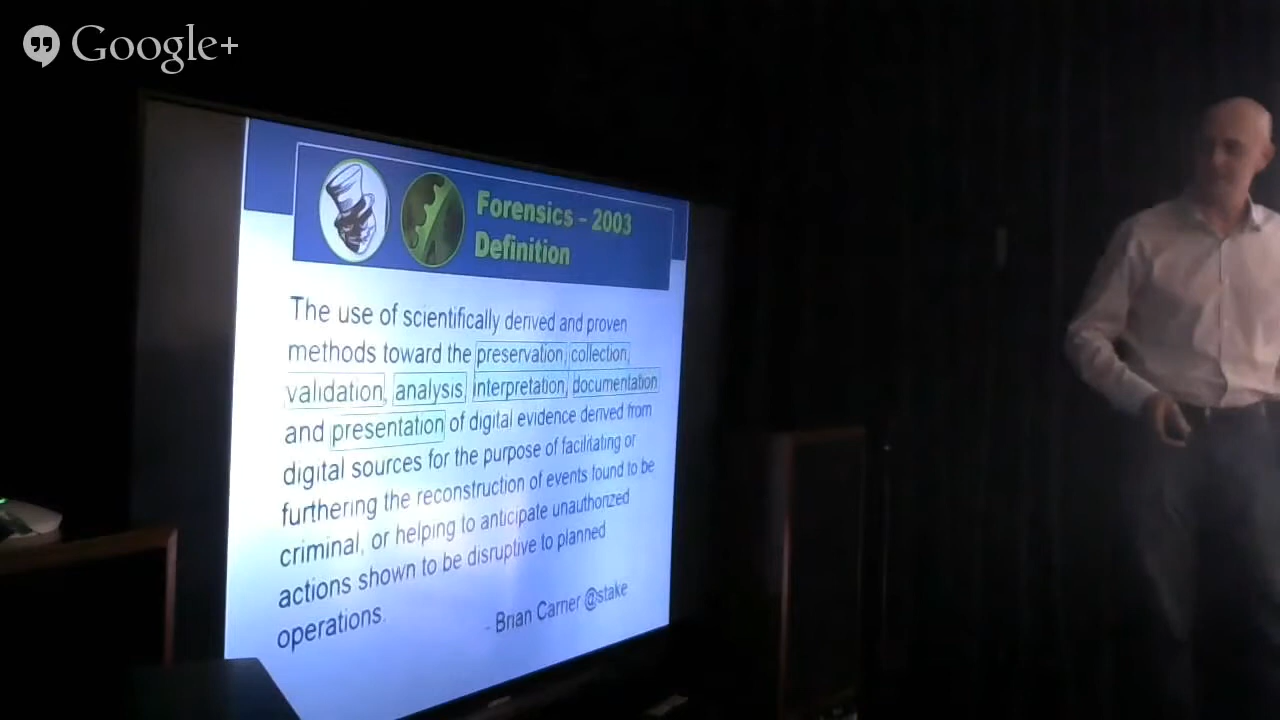 Google+
Forensics - 2003
Definition
The use of scientifically derived and proven
methods toward the preservation, collection,
validation, analysis, interpretation, documentation
and presentation of digital evidence derived from
digital sources for the purpose of facilitating or
furthering the reconstruction of events found to be
criminal, or helping to anticipate unauthorized
actions shown to be disruptive to planned
operations.
- Brian Carrier @stake